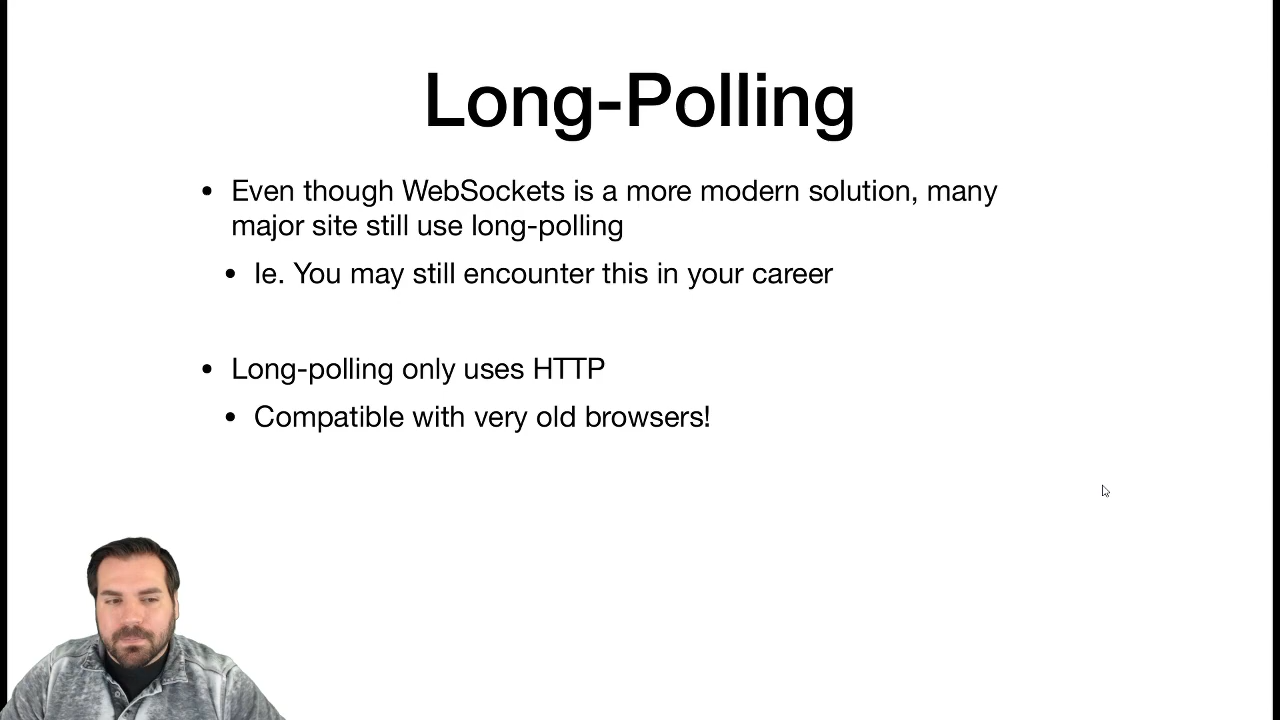 Long-Polling
• Even though WebSockets is a more modern solution, many
major site still use long-polling
• Ie. You may still encounter this in your career
• Long-polling only uses HTTP
• Compatible with very old browsers!